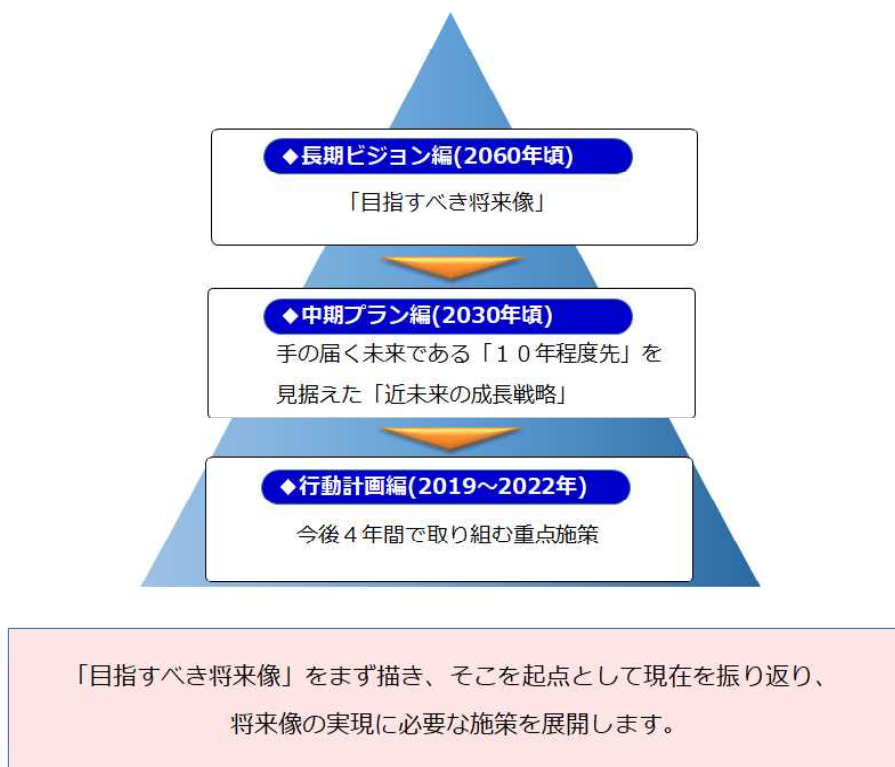 ◆長期ビジョン編(2060年頃)
「目指すべき将来像」
◆中期プラン編(2030年頃)
手の届く未来である「１０年程度先」を
見据えた「近未来の成長戦略」
◆行動計画編(2019～2022年)
今後４年間で取り組む重点施策
「目指すべき将来像」をまず描き、そこを起点として現在を振り返り、
将来像の実現に必要な施策を展開します。